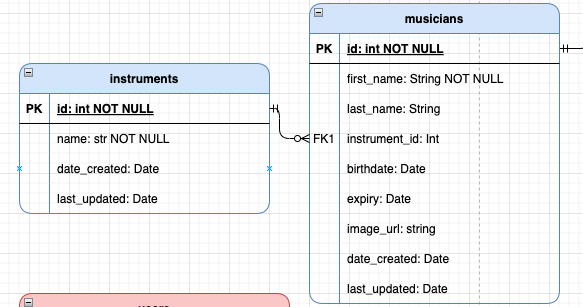 musicians
PK id: int NOT NULL
first_name: String NOT NULL
last_name: String
FK1 instrument_id: Int
birthdate: Date
expiry: Date
image_url: string
date_created: Date
last_updated: Date
instruments
PK id: int NOT NULL
name: str NOT NULL
date_created: Date
last_updated: Date